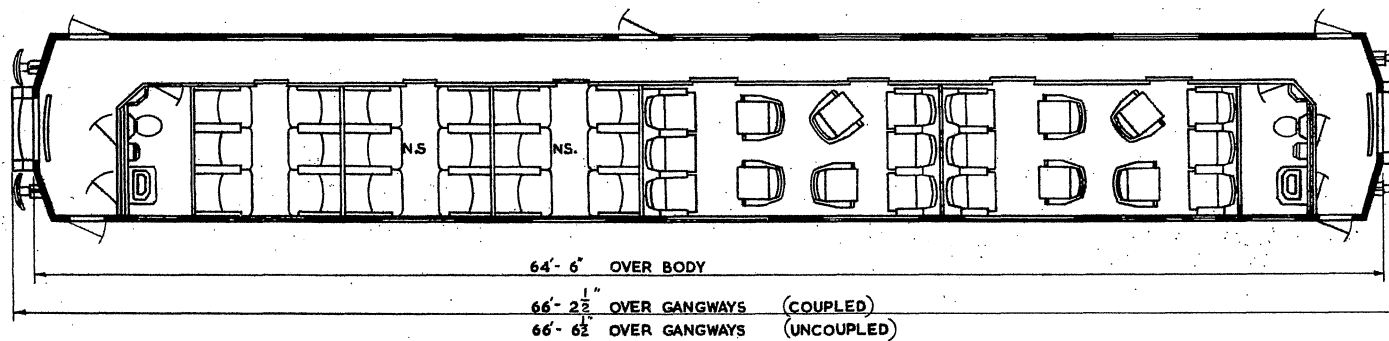 N.S NS.
64'- 6" OVER BODY
66'- 2½" OVER GANGWAYS (COUPLED)
66'- 6½" OVER GANGWAYS (UNCOUPLED)